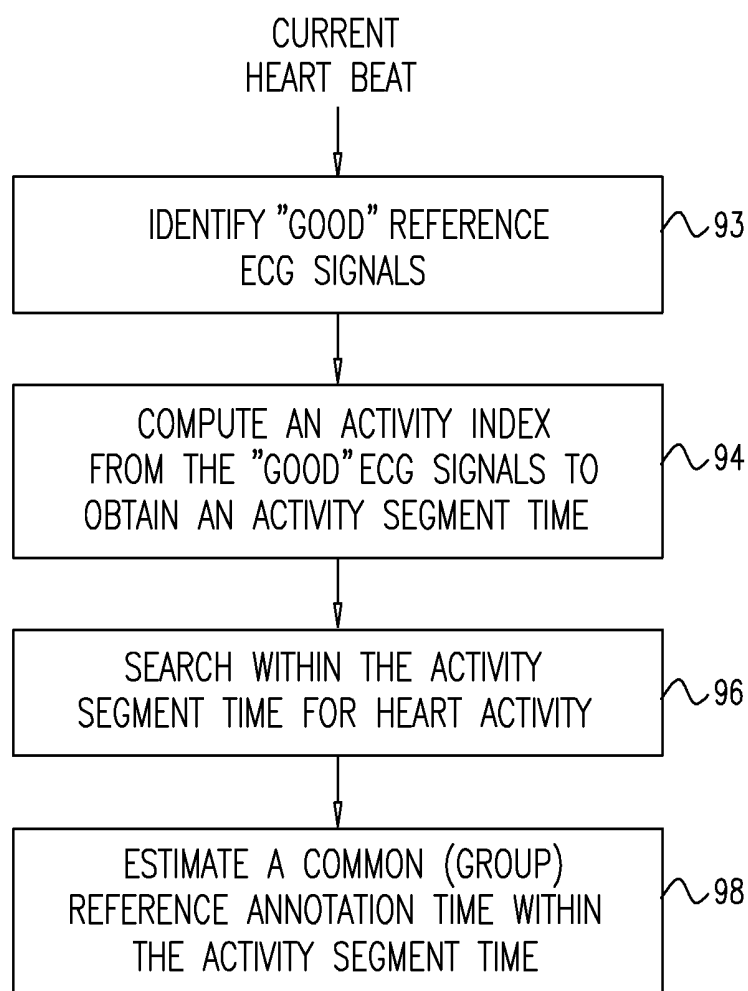 CURRENT
HEART BEAT
IDENTIFY "GOOD" REFERENCE
ECG SIGNALS
93
COMPUTE AN ACTIVITY INDEX
FROM THE "GOOD" ECG SIGNALS TO
OBTAIN AN ACTIVITY SEGMENT TIME
94
SEARCH WITHIN THE ACTIVITY
SEGMENT TIME FOR HEART ACTIVITY
96
ESTIMATE A COMMON (GROUP)
REFERENCE ANNOTATION TIME WITHIN
THE ACTIVITY SEGMENT TIME
98